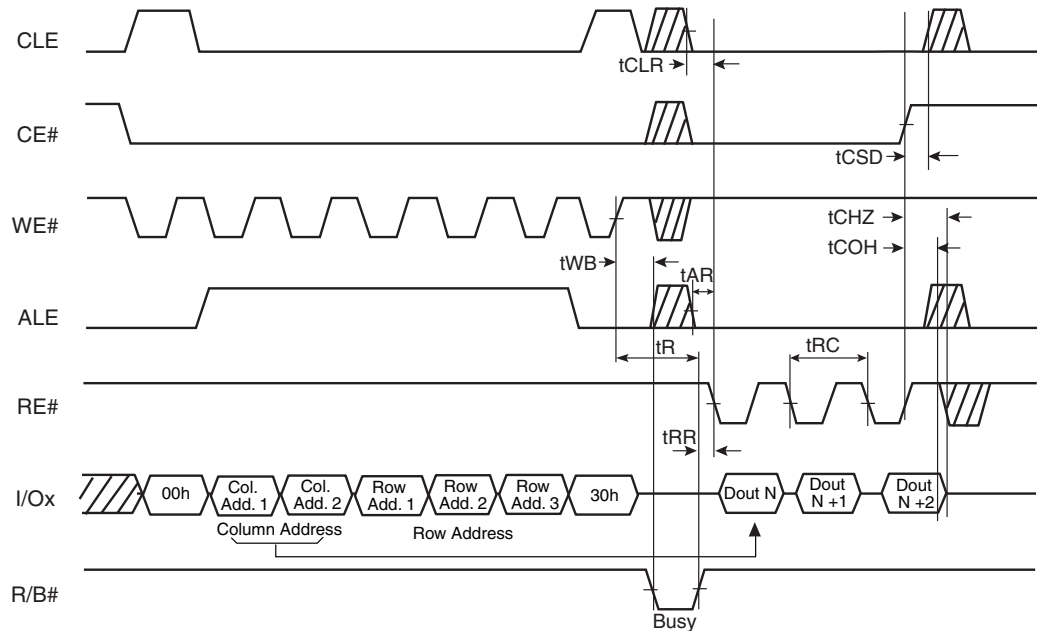 CLE
tCLR
CE#
tCSD
WE#
tCHZ
tCOH
tWB
tAR
ALE
tR
tRC
RE#
tRR
I/Ox
00h
Col.
Add. 1
Col.
Add. 2
Row
Add. 1
Row
Add. 2
Row
Add. 3
30h
Dout N
Dout
N +1
Dout
N +2
Column Address
Row Address
R/B#
Busy